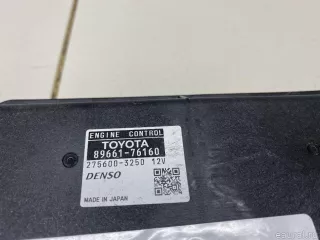 ENGINE CONTROL
TOYOTA
89661-76160
275600-3250 12V
DENSO
MADE IN JAPAN